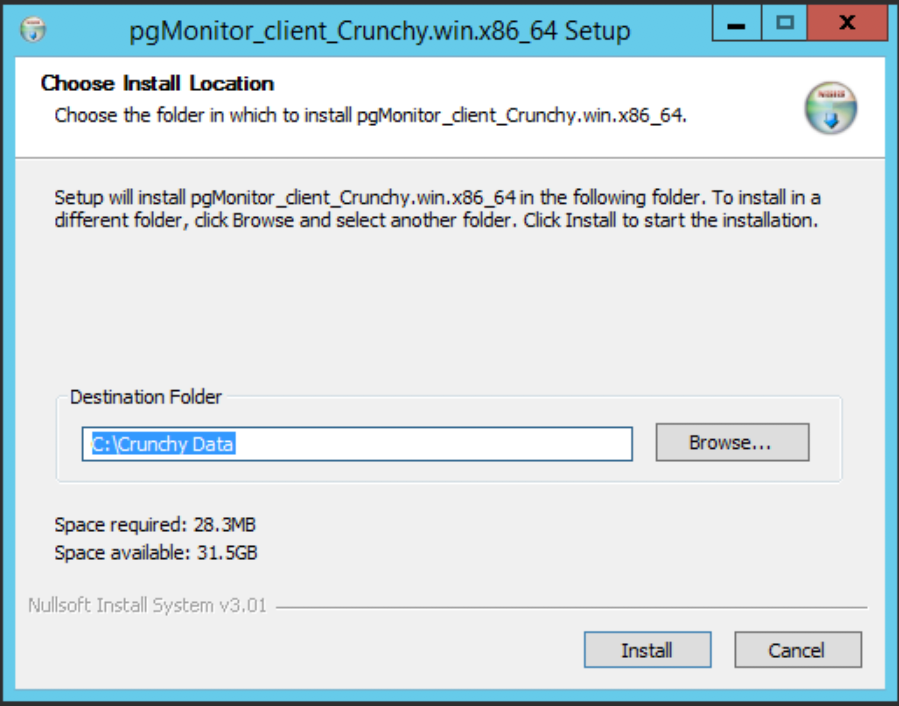 pgMonitor_client_Crunchy.win.x86_64 Setup
Choose Install Location
Choose the folder in which to install pgMonitor_client_Crunchy.win.x86_64.
NSIS
Setup will install pgMonitor_client_Crunchy.win.x86_64 in the following folder. To install in a
different folder, click Browse and select another folder. Click Install to start the installation.
Destination Folder
C:\Crunchy Data
Browse...
Space required: 28.3MB
Space available: 31.5GB
Nullsoft Install System v3.01
Install
Cancel